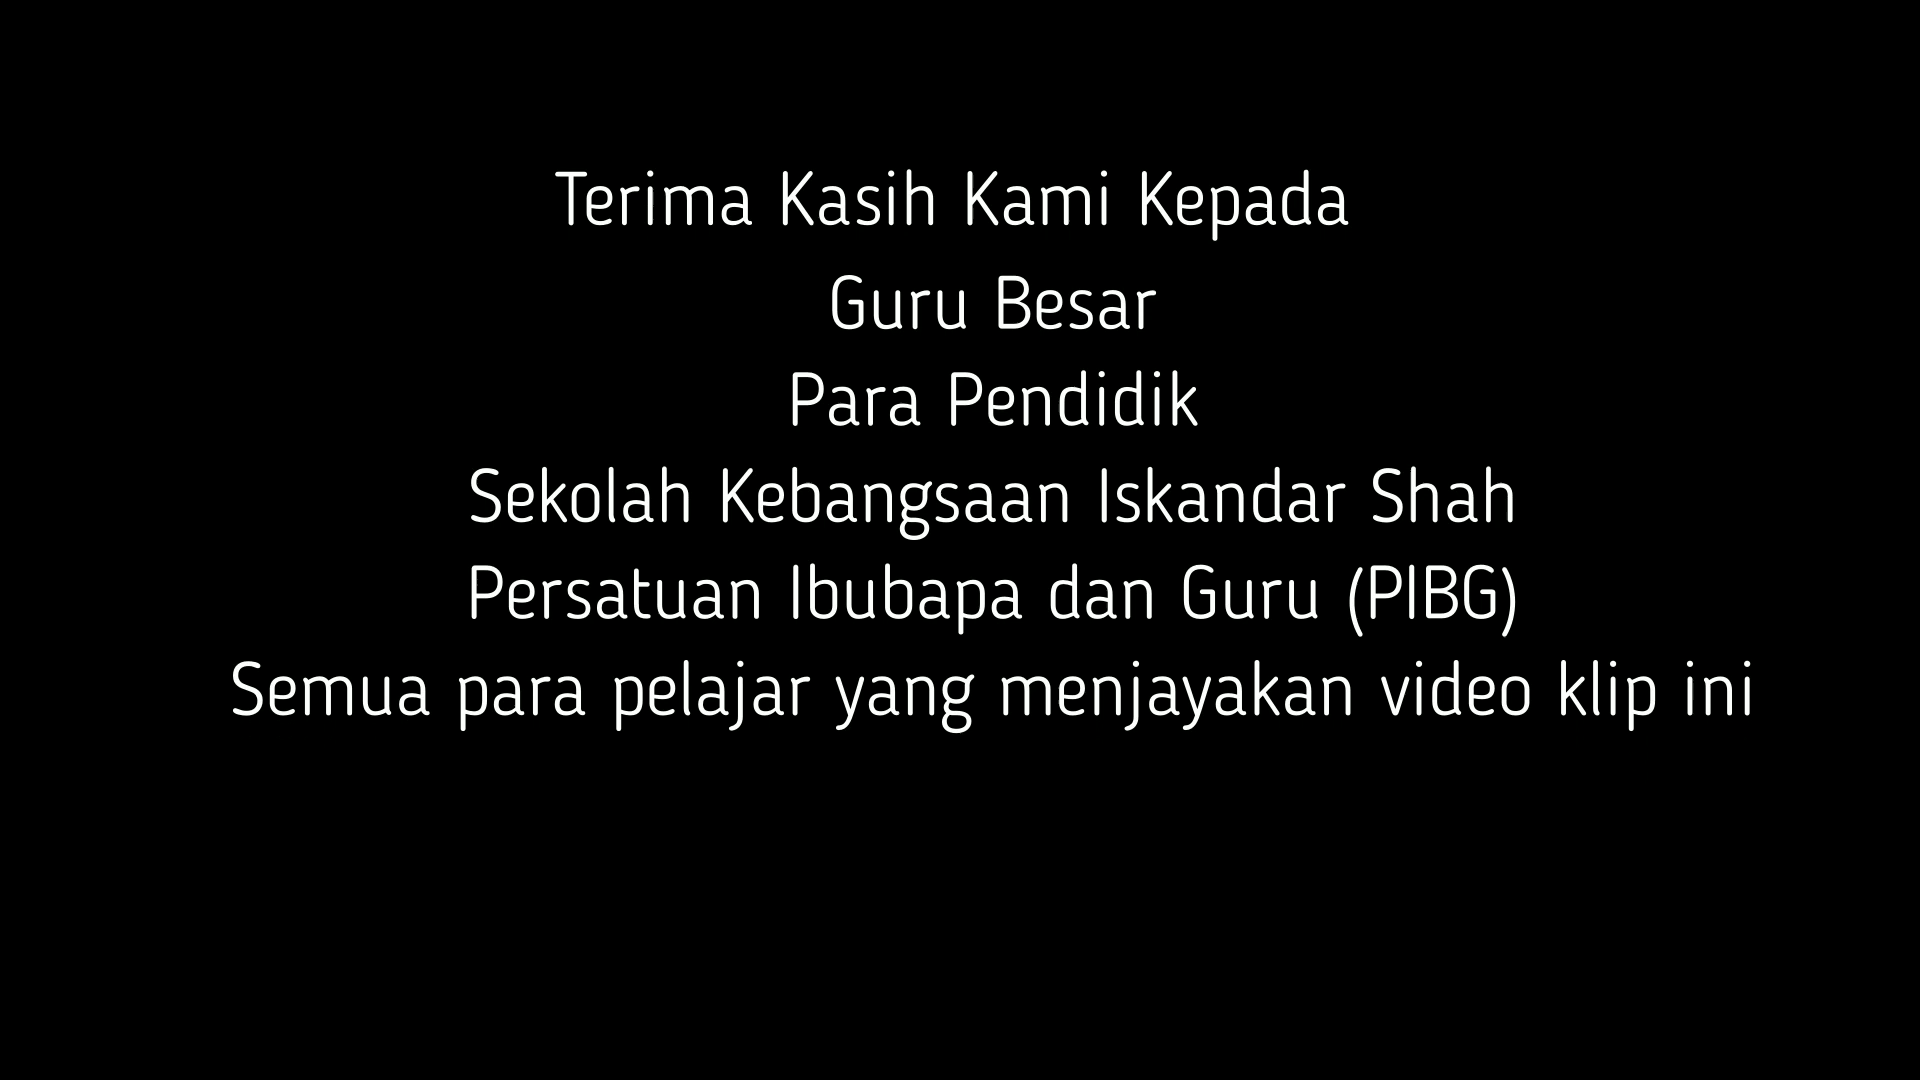 Terima Kasih Kami Kepada
Guru Besar
Para Pendidik
Sekolah Kebangsaan Iskandar Shah
Persatuan Ibubapa dan Guru (PIBG)
Semua para pelajar yang menjayakan video klip ini